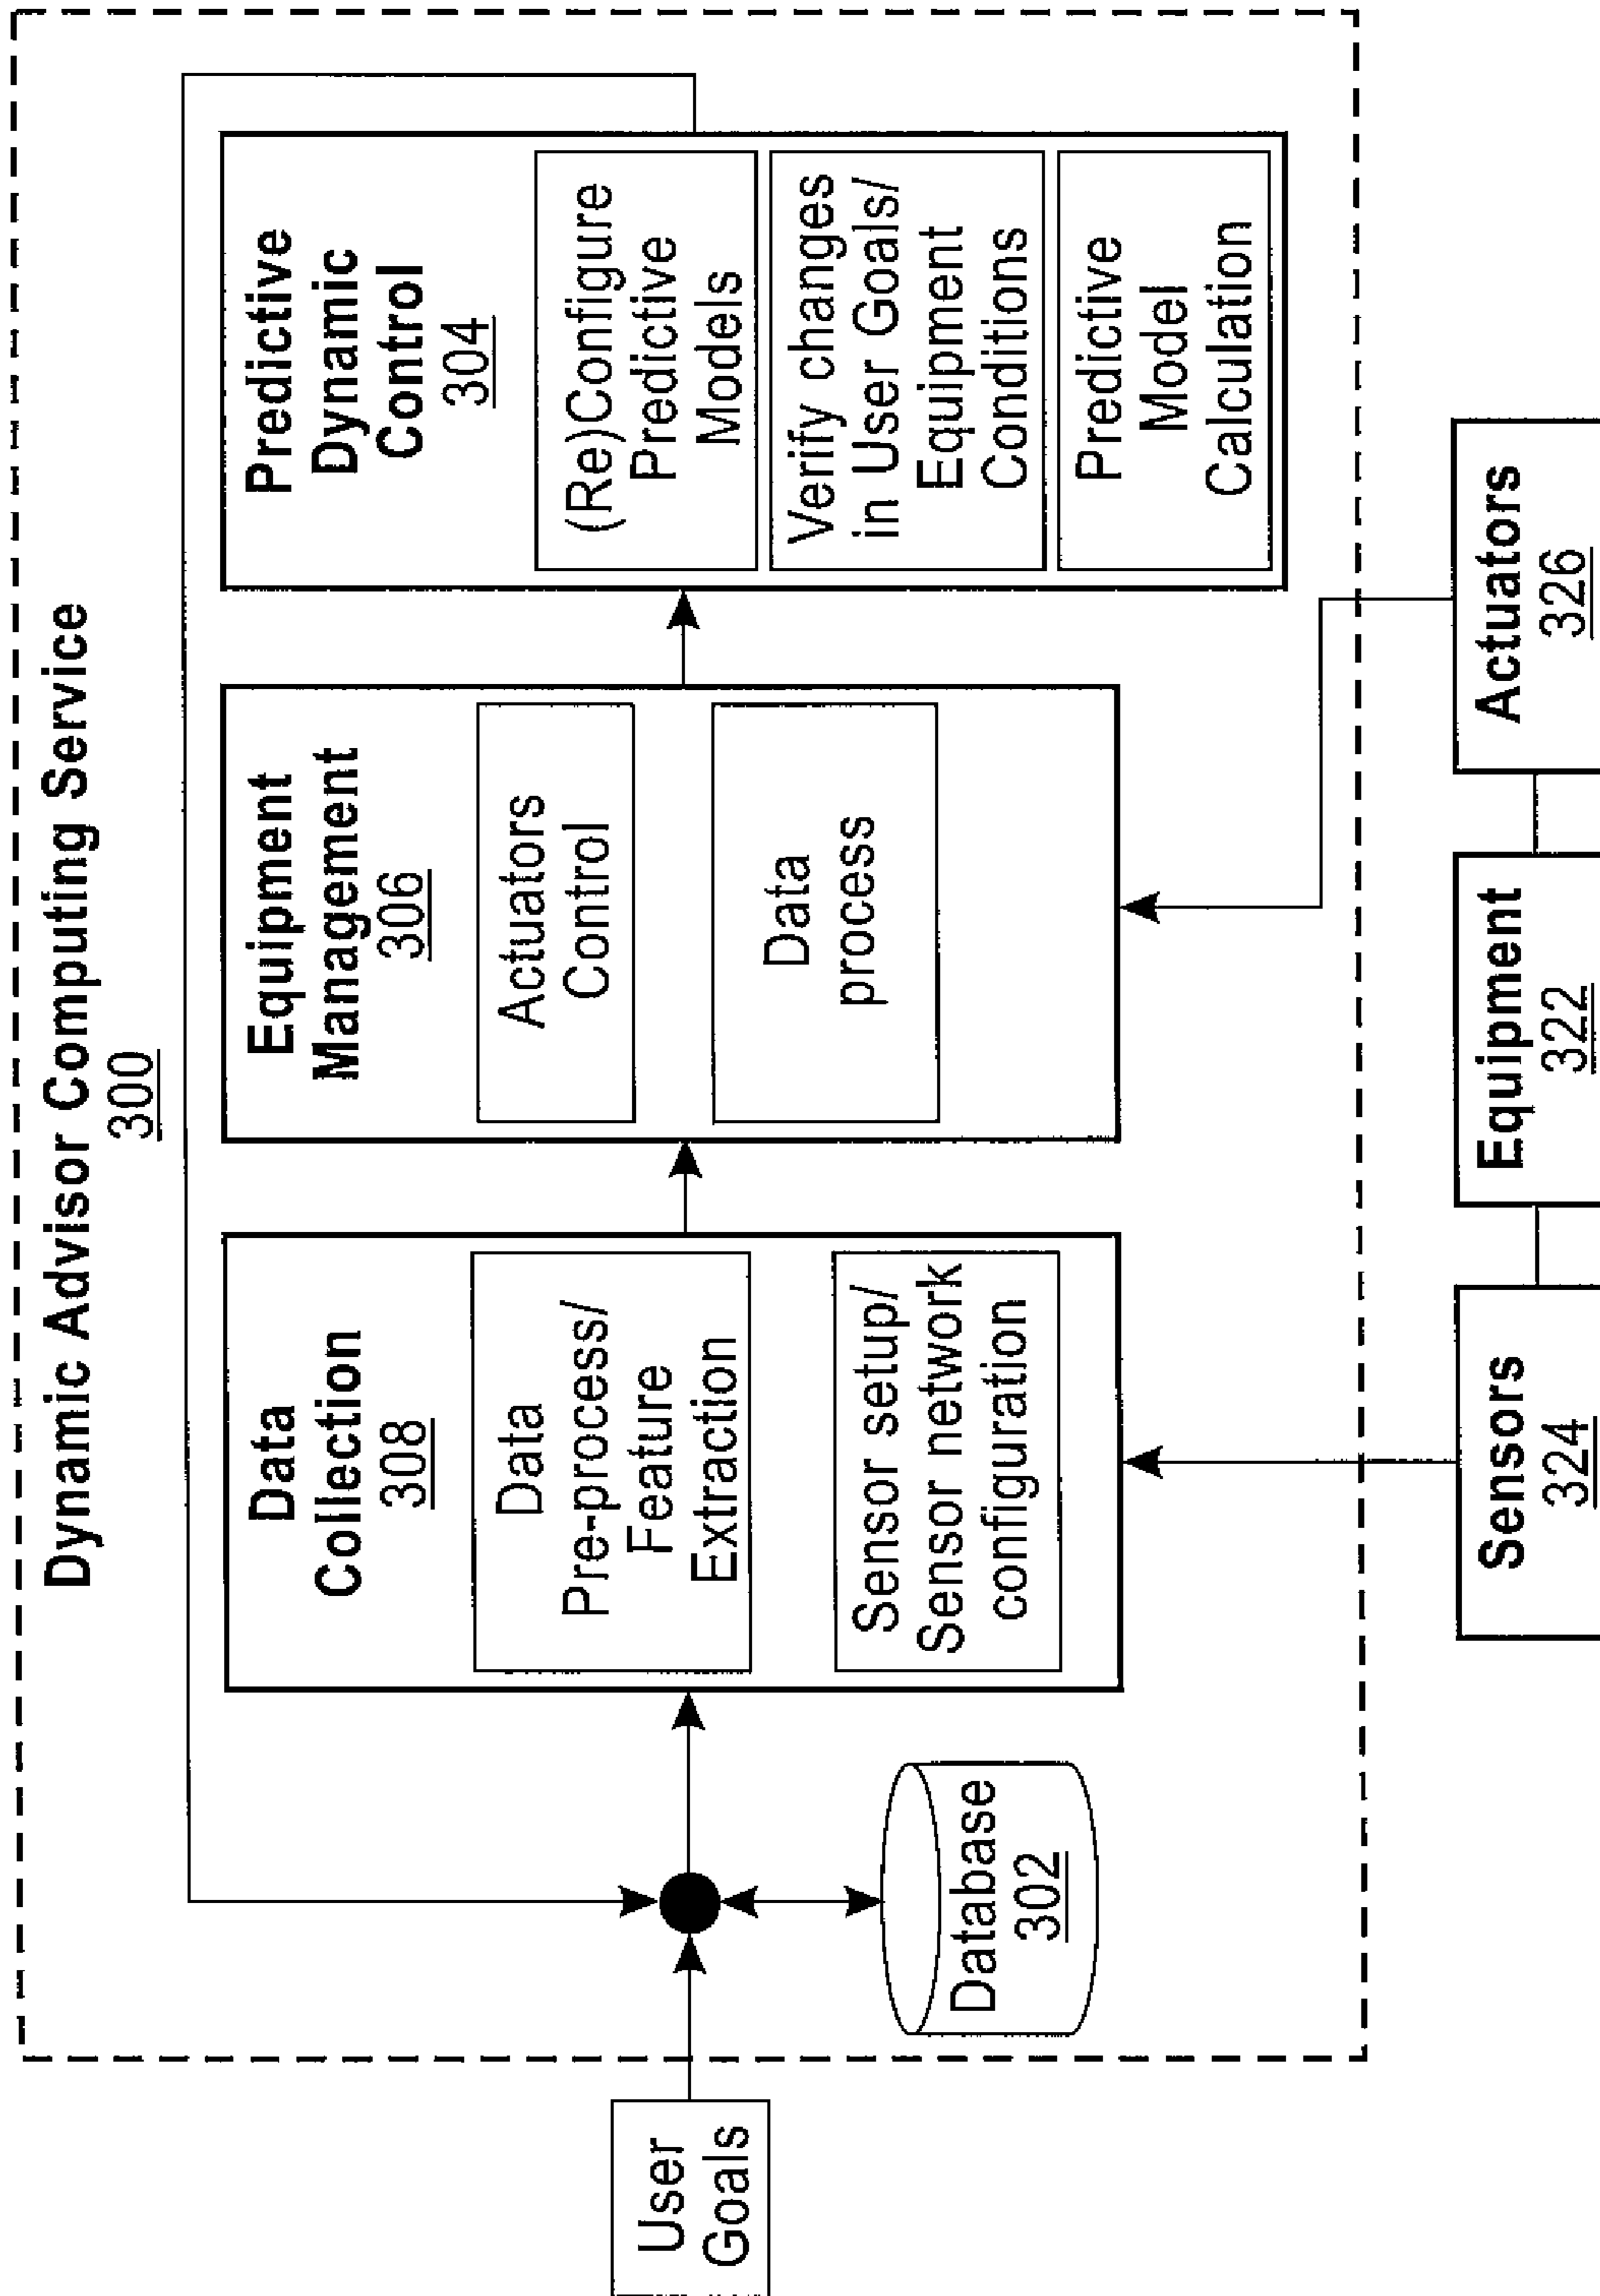 Dynamic Advisor Computing Service
300
User
Goals
Database
302
Data
Collection
308
Data
Pre-process/
Feature
Extraction
Sensor setup/
Sensor network
configuration
Equipment
Management
306
Actuators
Control
Data
process
Predictive
Dynamic
Control
304
(Re)Configure
Predictive
Models
Verify changes
in User Goals/
Equipment
Conditions
Predictive
Model
Calculation
Sensors
324
Equipment
322
Actuators
326